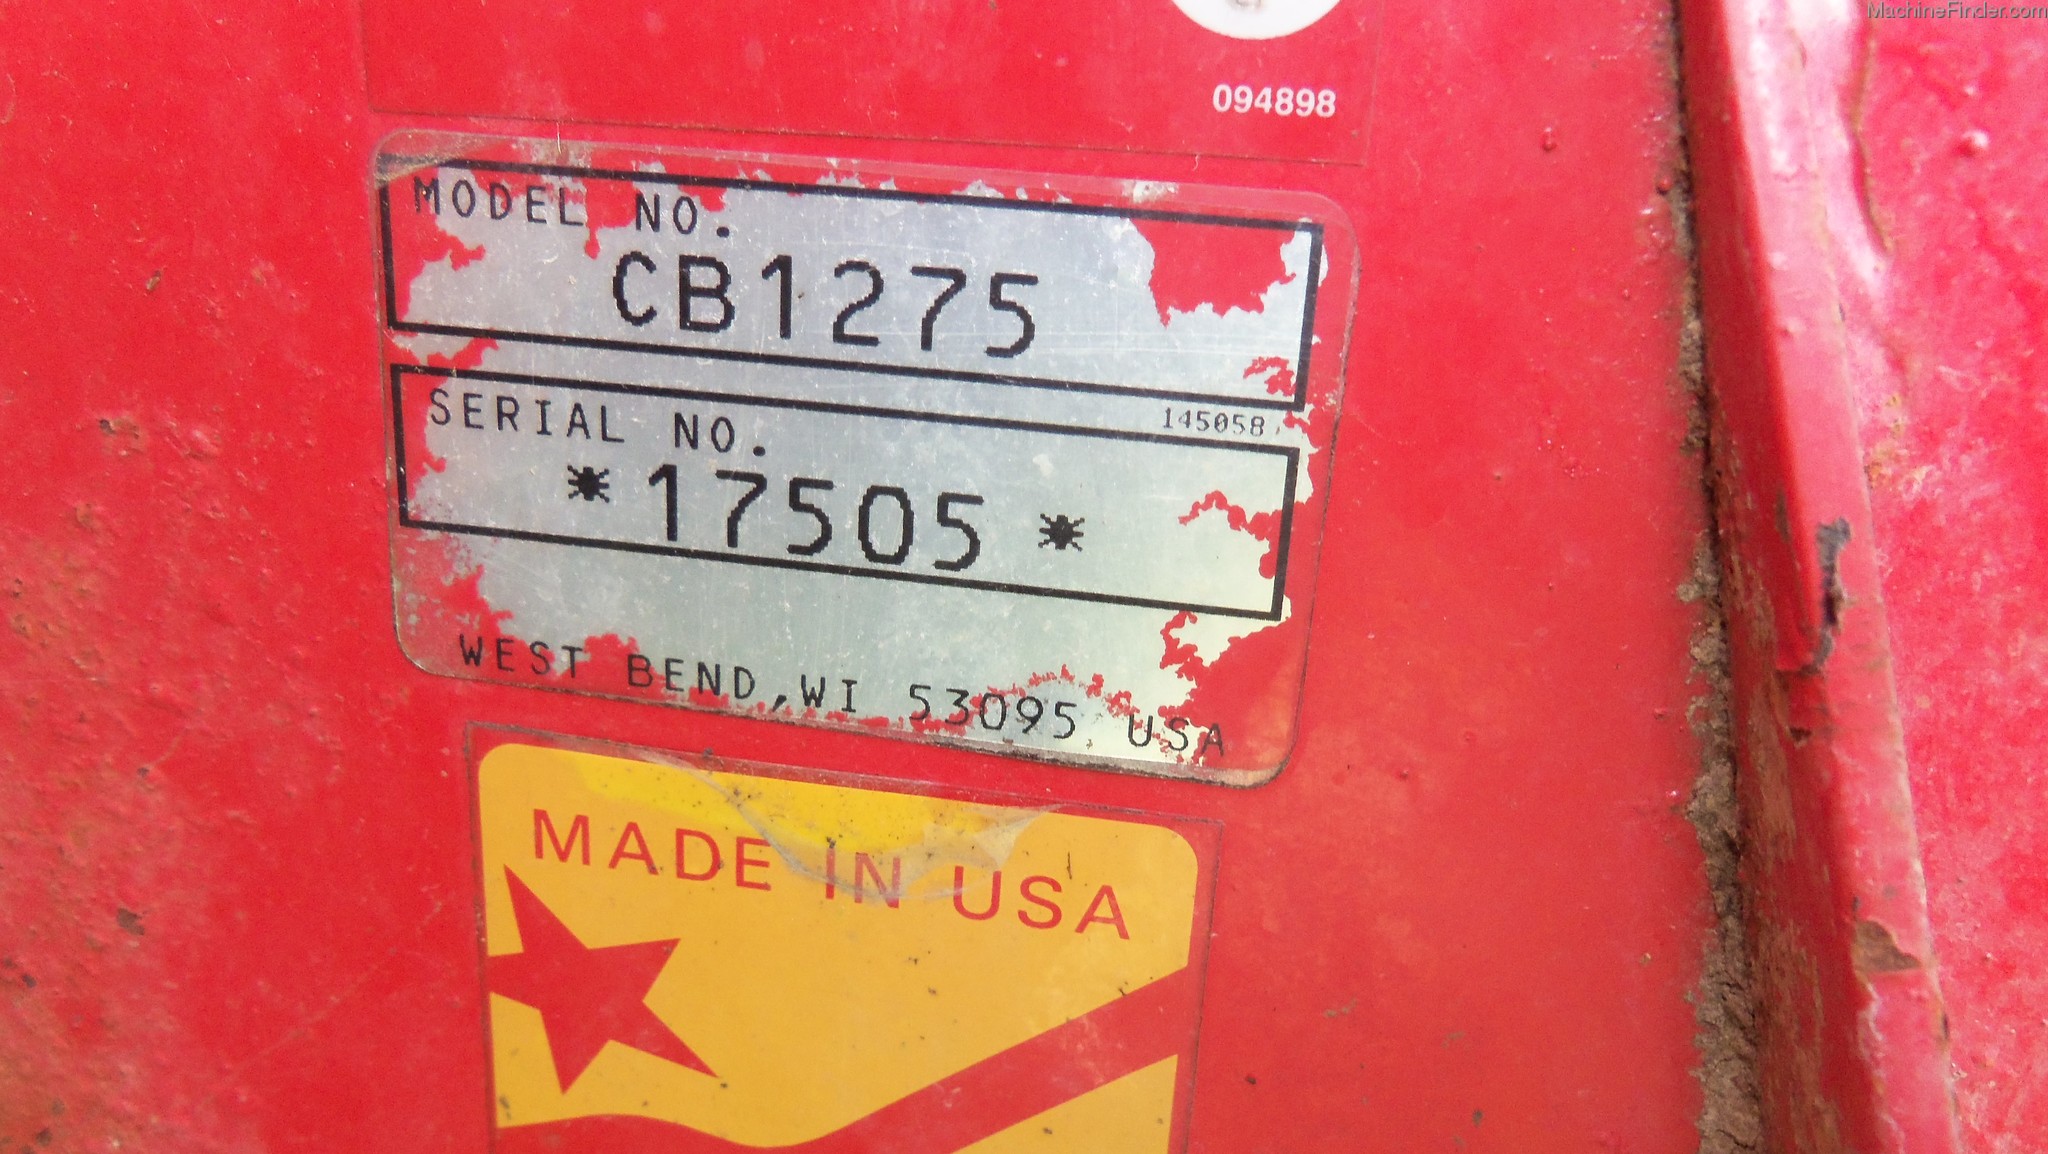 MachineFinder.com
094898
MODEL NO.
CB1275
145058
SERIAL NO.
*17505*
WEST BEND,WI 53095 USA
MADE IN USA